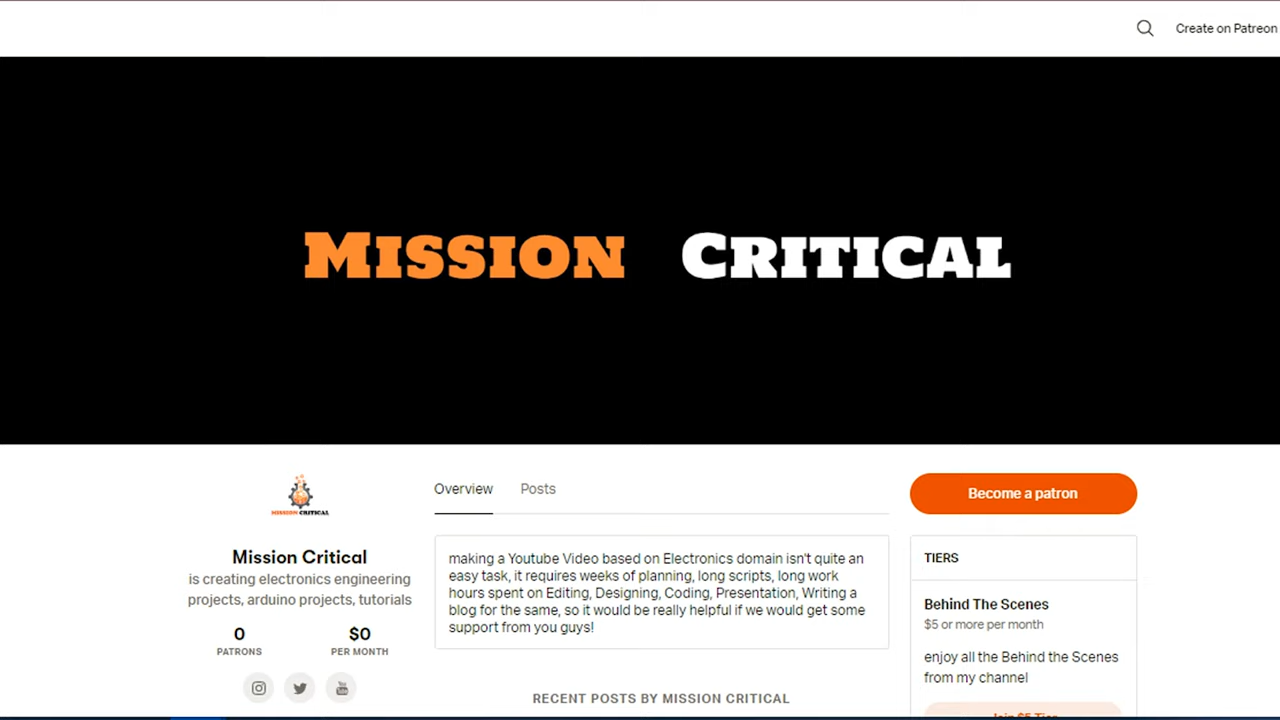 Create on Patreon
MISSION CRITICAL
MISSION CRITICAL
Mission Critical
is creating electronics engineering
projects, arduino projects, tutorials
0
PATRONS
$0
PER MONTH
Overview
Posts
making a Youtube Video based on Electronics domain isn't quite an
easy task, it requires weeks of planning, long scripts, long work
hours spent on Editing, Designing, Coding, Presentation, Writing a
blog for the same, so it would be really helpful if we would get some
support from you guys!
RECENT POSTS BY MISSION CRITICAL
Become a patron
TIERS
Behind The Scenes
$5 or more per month
enjoy all the Behind the Scenes
from my channel
Join $5 Tier